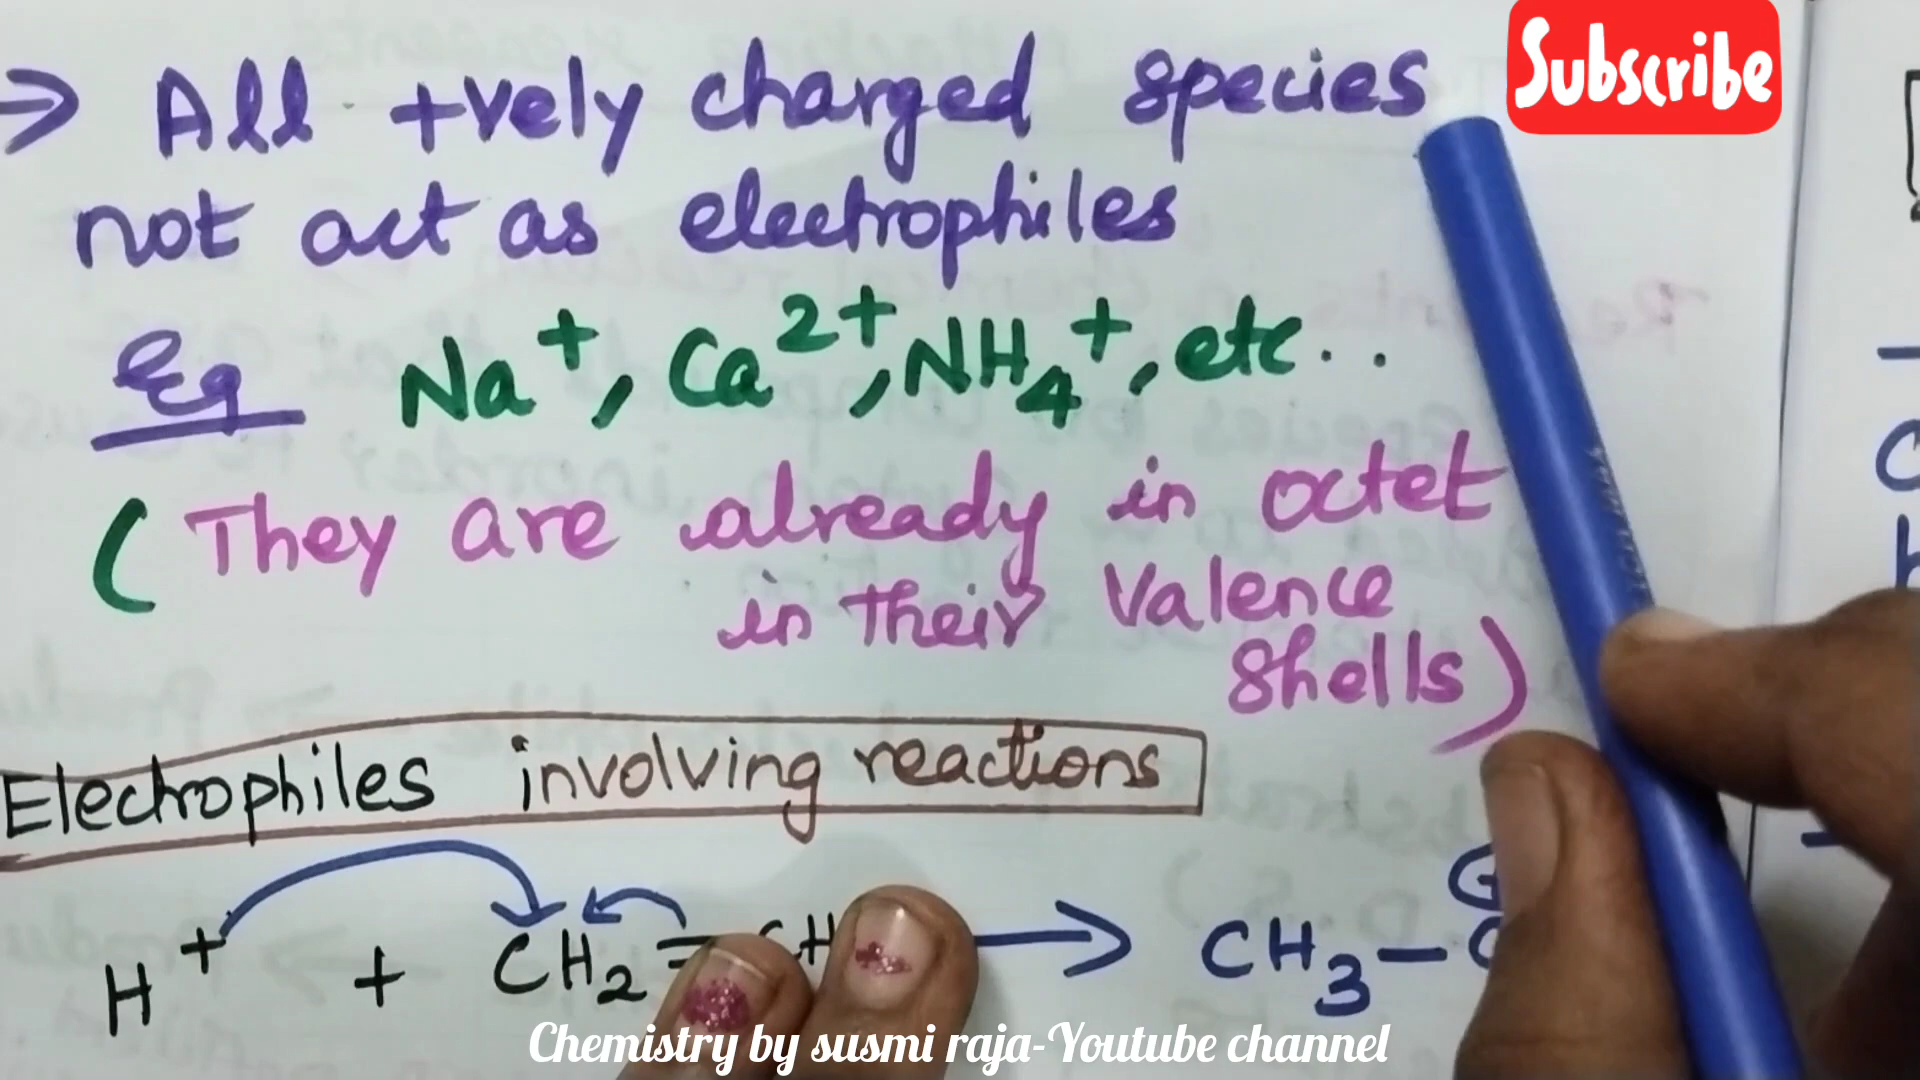 Subscribe
→ All +vely charged species
not act as electrophiles
Eg Na⁺, Ca²⁺, NH₄⁺, etc..
(They are already in octet
in their Valence
shells)
Electrophiles involving reactions
H⁺ + CH₂ = CH → CH₃ –
Chemistry by susmi raja-Youtube channel